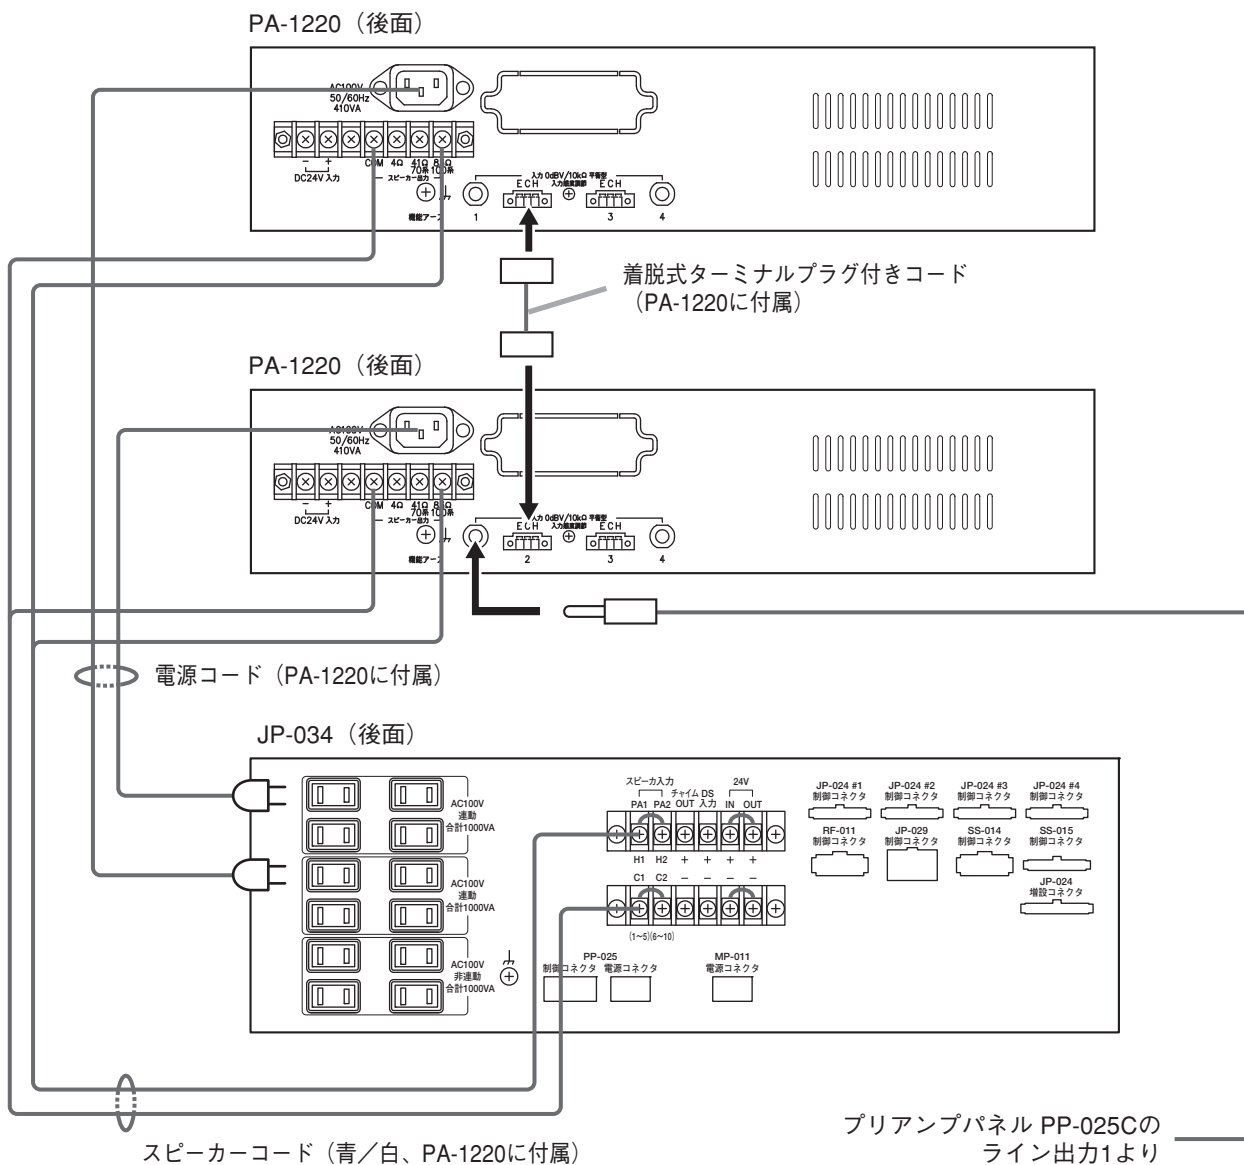 PA-1220（後面）
AC100V
50/60Hz
410VA
− +
DC24V 入力
COM 4Ω 41Ω 83Ω
70系 100系
スピーカー出力
機能アース
入力 0dBV/10kΩ 平衡型
入力感度調節
E C H E C H
1 3 4
着脱式ターミナルプラグ付きコード
（PA-1220に付属）
PA-1220（後面）
50/60Hz
410VA
− +
DC24V 入力
COM 4Ω 41Ω
70系 100系
スピーカー出力
機能アース
入力 0dBV/10kΩ 平衡型
入力感度調節
E C H E C H
2 3 4
電源コード（PA-1220に付属）
JP-034（後面）
AC100V
連動
合計1000VA
AC100V
連動
合計1000VA
AC100V
非連動
合計1000VA
スピーカ入力 24V
PA1 PA2 チャイム OUT DS 入力 IN OUT
H1 H2 + + + +
C1 C2 − − − −
(1〜5)(6〜10)
PP-025
制御コネクタ 電源コネクタ
MP-011
電源コネクタ
JP-024 #1
制御コネクタ
JP-024 #2
制御コネクタ
JP-024 #3
制御コネクタ
JP-024 #4
制御コネクタ
RF-011
制御コネクタ
JP-029
制御コネクタ
SS-014
制御コネクタ
SS-015
制御コネクタ
JP-024
増設コネクタ
スピーカーコード（青／白、PA-1220に付属）
プリアンプパネル PP-025Cの
ライン出力1より